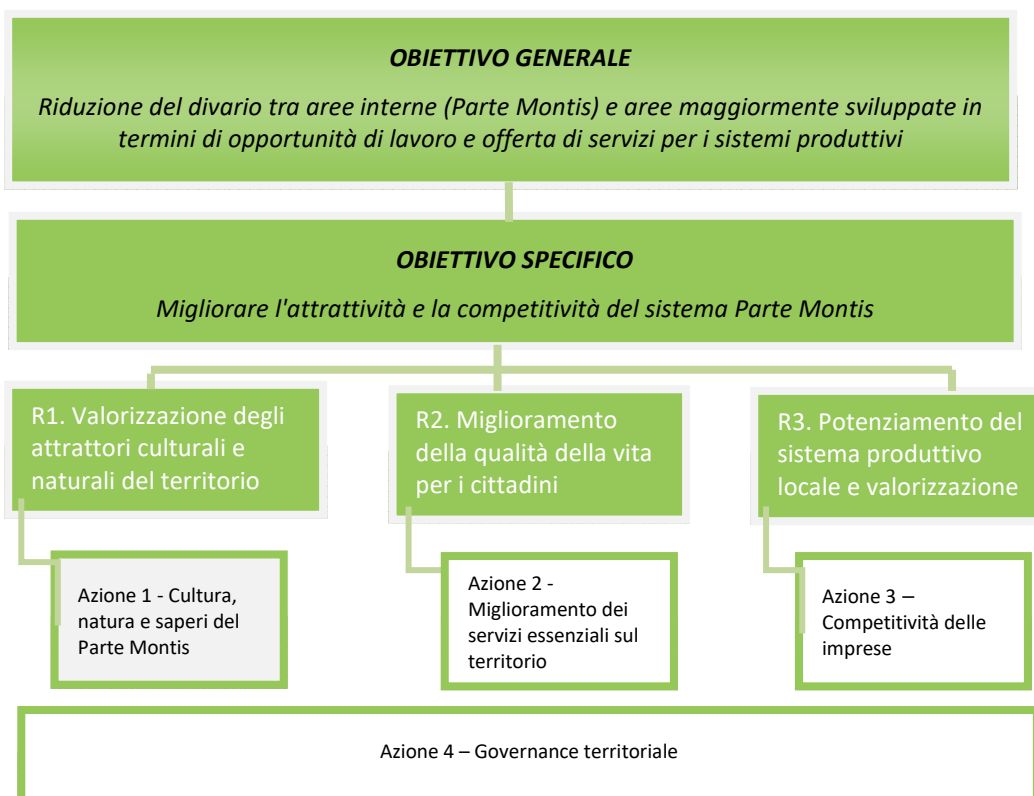 OBIETTIVO GENERALE
Riduzione del divario tra aree interne (Parte Montis) e aree maggiormente sviluppate in
termini di opportunità di lavoro e offerta di servizi per i sistemi produttivi
OBIETTIVO SPECIFICO
Migliorare l'attrattività e la competitività del sistema Parte Montis
R1. Valorizzazione degli
attrattori culturali e
naturali del territorio
R2. Miglioramento
della qualità della vita
per i cittadini
R3. Potenziamento del
sistema produttivo
locale e valorizzazione
Azione 1 - Cultura,
natura e saperi del
Parte Montis
Azione 2 -
Miglioramento dei
servizi essenziali sul
territorio
Azione 3 –
Competitività delle
imprese
Azione 4 – Governance territoriale